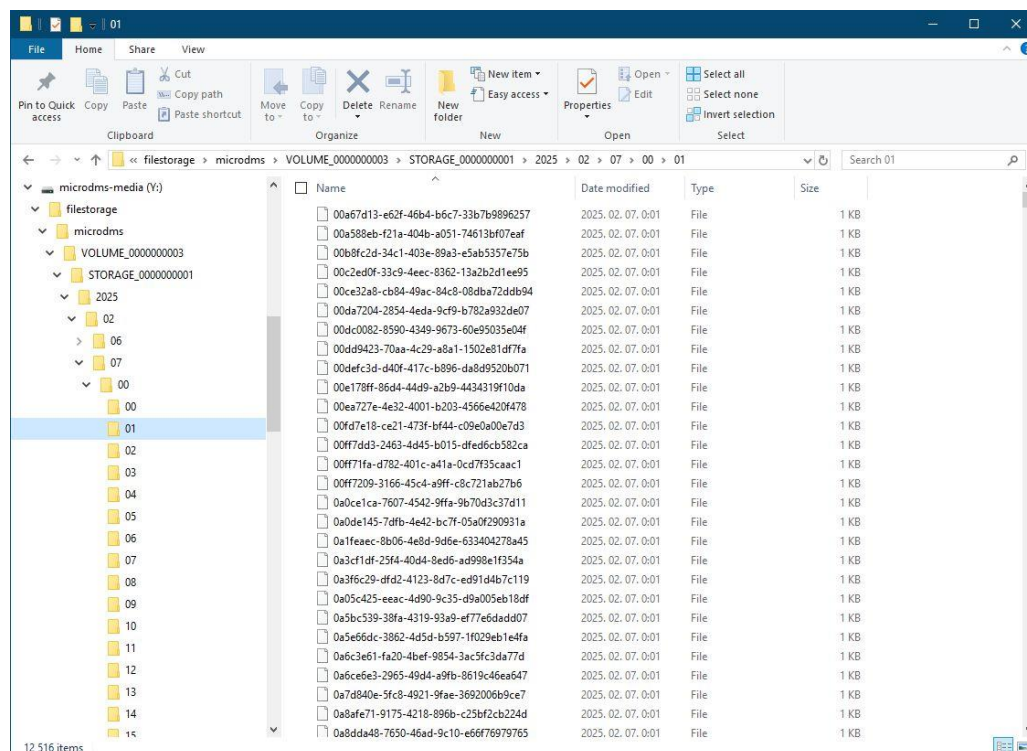 01
File Home Share View
Pin to Quick access
Copy
Paste
Cut
Copy path
Paste shortcut
Clipboard
Move to
Copy to
Delete
Rename
Organize
New folder
New item
Easy access
New
Properties
Open
Edit
Open
Select all
Select none
Invert selection
Select
« filestorage > microdms > VOLUME_0000000003 > STORAGE_0000000001 > 2025 > 02 > 07 > 00 > 01
Search 01
microdms-media (Y:)
filestorage
microdms
VOLUME_0000000003
STORAGE_0000000001
2025
02
06
07
00
00
01
02
03
04
05
06
07
08
09
10
11
12
13
14
15
Name Date modified Type Size
00a67d13-e62f-46b4-b6c7-33b7b9896257 2025. 02. 07. 0:01 File 1 KB
00a588eb-f21a-404b-a051-74613bf07eaf 2025. 02. 07. 0:01 File 1 KB
00b8fc2d-34c1-403e-89a3-e5ab5357e75b 2025. 02. 07. 0:01 File 1 KB
00c2ed0f-33c9-4eec-8362-13a2b2d1ee95 2025. 02. 07. 0:01 File 1 KB
00ce32a8-cb84-49ac-84c8-08dba72ddb94 2025. 02. 07. 0:01 File 1 KB
00da7204-2854-4eda-9cf9-b782a932de07 2025. 02. 07. 0:01 File 1 KB
00dc0082-8590-4349-9673-60e95035e04f 2025. 02. 07. 0:01 File 1 KB
00dd9423-70aa-4c29-a8a1-1502e81df7fa 2025. 02. 07. 0:01 File 1 KB
00defc3d-d40f-417c-b896-da8d9520b071 2025. 02. 07. 0:01 File 1 KB
00e178ff-86d4-44d9-a2b9-4434319f10da 2025. 02. 07. 0:01 File 1 KB
00ea727e-4e32-4001-b203-4566e420f478 2025. 02. 07. 0:01 File 1 KB
00fd7e18-ce21-473f-bf44-c09e0a00e7d3 2025. 02. 07. 0:01 File 1 KB
00ff7dd3-2463-4d45-b015-dfed6cb582ca 2025. 02. 07. 0:01 File 1 KB
00ff71fa-d782-401c-a41a-0cd7f35caac1 2025. 02. 07. 0:01 File 1 KB
00ff7209-3166-45c4-a9ff-c8c721ab27b6 2025. 02. 07. 0:01 File 1 KB
0a0ce1ca-7607-4542-9ffa-9b70d3c37d11 2025. 02. 07. 0:01 File 1 KB
0a0de145-7dfb-4e42-bc7f-05a0f290931a 2025. 02. 07. 0:01 File 1 KB
0a1feaec-8b06-4e8d-9d6e-633404278a45 2025. 02. 07. 0:01 File 1 KB
0a3cf1df-25f4-40d4-8ed6-ad998e1f354a 2025. 02. 07. 0:01 File 1 KB
0a3f6c29-dfd2-4123-8d7c-ed91d4b7c119 2025. 02. 07. 0:01 File 1 KB
0a05c425-eeac-4d90-9c35-d9a005eb18df 2025. 02. 07. 0:01 File 1 KB
0a5bc539-38fa-4319-93a9-ef77e6dadd07 2025. 02. 07. 0:01 File 1 KB
0a5e66dc-3862-4d5d-b597-1f029eb1e4fa 2025. 02. 07. 0:01 File 1 KB
0a6c3e61-fa20-4bef-9854-3ac5fc3da77d 2025. 02. 07. 0:01 File 1 KB
0a6ce6e3-2965-49d4-a9fb-8619c46ea647 2025. 02. 07. 0:01 File 1 KB
0a7d840e-5fc8-4921-9fae-3692006b9ce7 2025. 02. 07. 0:01 File 1 KB
0a8afe71-9175-4218-896b-c25bf2cb224d 2025. 02. 07. 0:01 File 1 KB
0a8dda48-7650-46ad-9c10-e66f76979765 2025. 02. 07. 0:01 File 1 KB
12 516 items